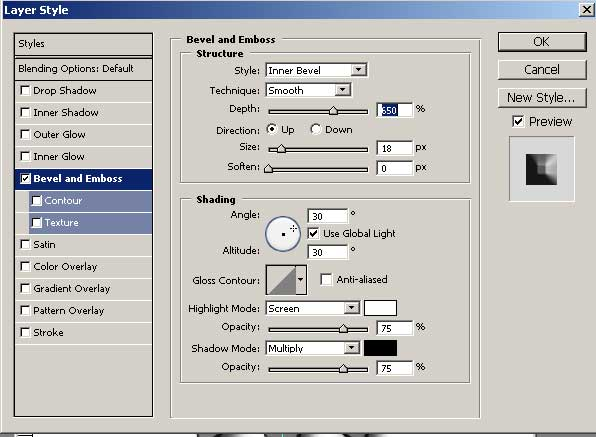 Layer Style
Styles
Blending Options: Default
Drop Shadow
Inner Shadow
Outer Glow
Inner Glow
Bevel and Emboss
Contour
Texture
Satin
Color Overlay
Gradient Overlay
Pattern Overlay
Stroke
Bevel and Emboss
Structure
Style: Inner Bevel
Technique: Smooth
Depth: 650 %
Direction: Up Down
Size: 18 px
Soften: 0 px
Shading
Angle: 30 °
Use Global Light
Altitude: 30 °
Gloss Contour: Anti-aliased
Highlight Mode: Screen
Opacity: 75 %
Shadow Mode: Multiply
Opacity: 75 %
OK
Cancel
New Style...
Preview